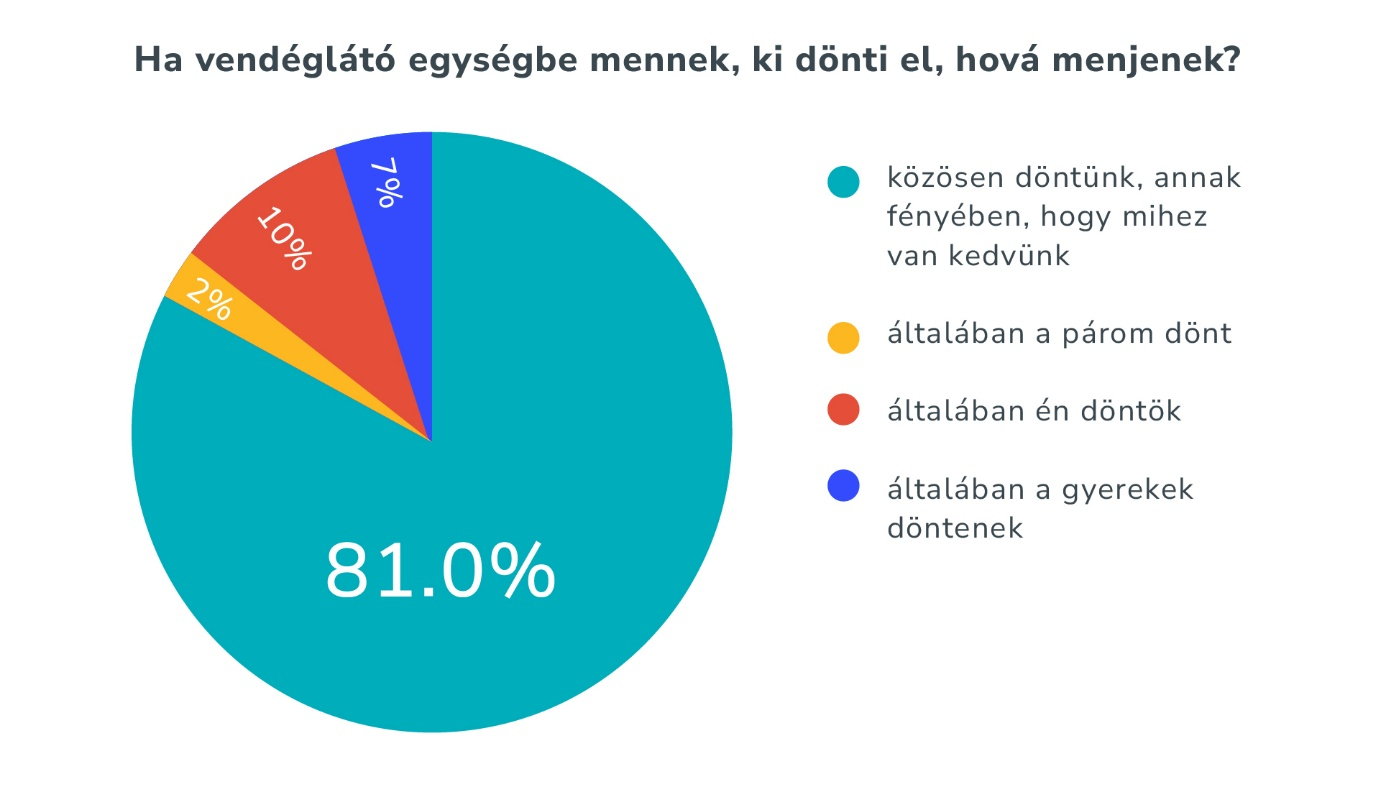 Ha vendéglátó egységbe mennek, ki dönti el, hová menjenek?
7%
10%
2%
81.0%
közösen döntünk, annak
fényében, hogy mihez
van kedvünk
általában a párom dönt
általában én döntök
általában a gyerekek
döntenek